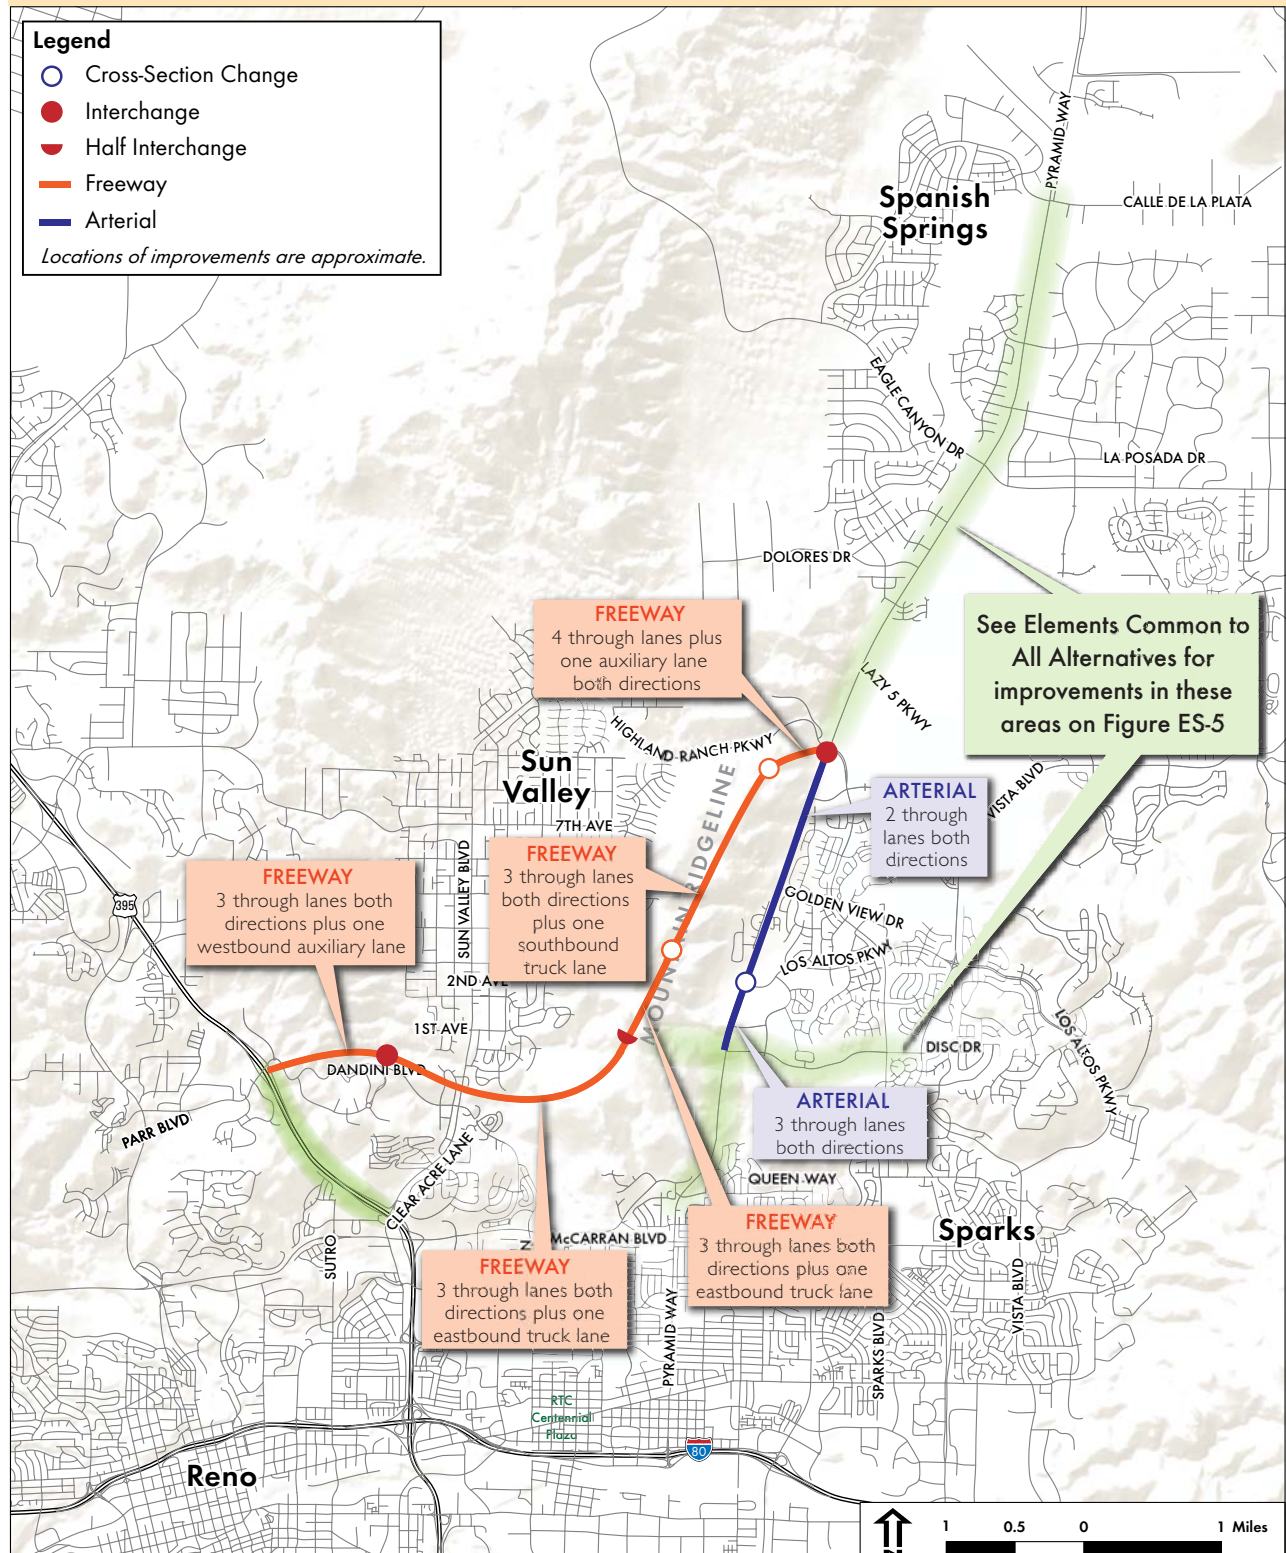 Legend
Cross-Section Change
Interchange
Half Interchange
Freeway
Arterial
Locations of improvements are approximate.
PYRAMID WAY
Spanish
Springs
CALLE DE LA PLATA
EAGLE CANYON DR
LA POSADA DR
DOLORES DR
FREEWAY
4 through lanes plus
one auxiliary lane
both directions
See Elements Common to
All Alternatives for
improvements in these
areas on Figure ES-5
LAZY 5 PKWY
HIGHLAND RANCH PKWY
Sun
Valley
7TH AVE
MOUNTAIN RIDGELINE
ARTERIAL
2 through
lanes both
directions
VISTA BLVD
FREEWAY
3 through lanes
both directions
plus one
southbound
truck lane
SUN VALLEY BLVD
FREEWAY
3 through lanes both
directions plus one
westbound auxiliary lane
395
GOLDEN VIEW DR
LOS ALTOS PKWY
2ND AVE
1ST AVE
LOS ALTOS PKWY
DISC DR
DANDINI BLVD
PARR BLVD
ARTERIAL
3 through lanes
both directions
CLEAR ACRE LANE
QUEEN WAY
SUTRO
N McCARRAN BLVD
FREEWAY
3 through lanes both
directions plus one
eastbound truck lane
Sparks
FREEWAY
3 through lanes both
directions plus one
eastbound truck lane
PYRAMID WAY
SPARKS BLVD
VISTA BLVD
RTC
Centennial
Plaza
80
Reno
1 0.5 0 1 Miles